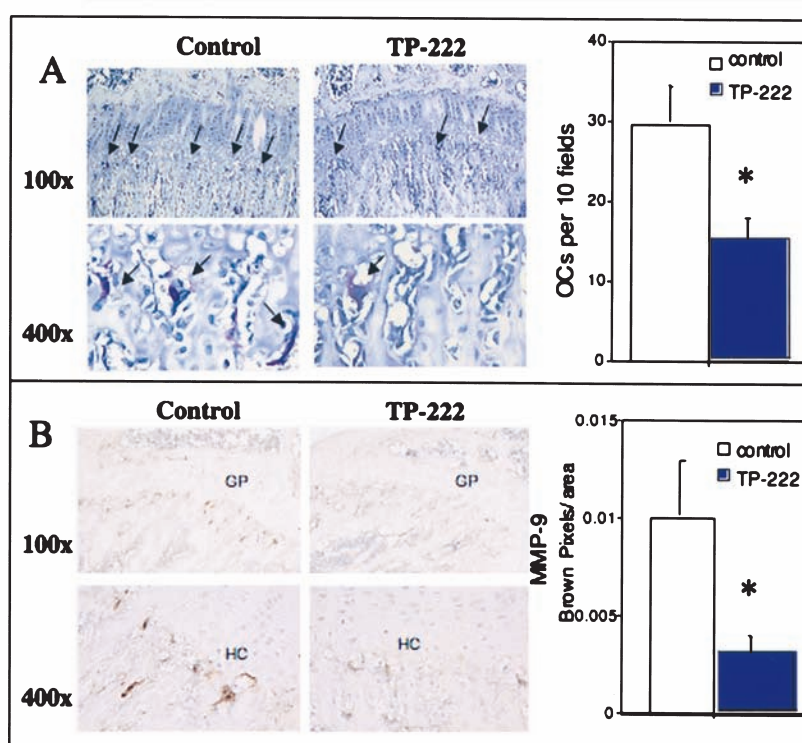 A
Control
TP-222
100x
400x
40
30
20
10
0
OCs per 10 fields
control
TP-222
*
B
Control
TP-222
100x
GP
GP
400x
HC
HC
0.015
0.01
0.005
0
MMP-9
Brown Pixels/area
control
TP-222
*